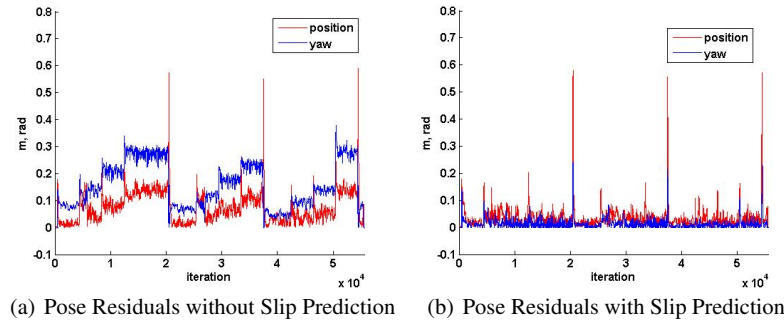 0.8
0.7
0.6
0.5
0.4
0.3
0.2
0.1
0
-0.1
m, rad
position
yaw
0 1 2 3 4 5
iteration
x 10^4
(a) Pose Residuals without Slip Prediction
0.8
0.7
0.6
0.5
0.4
0.3
0.2
0.1
0
-0.1
m, rad
position
yaw
0 1 2 3 4 5
iteration
x 10^4
(b) Pose Residuals with Slip Prediction